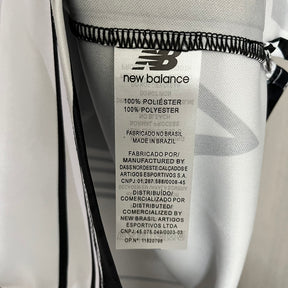 new balance
100% POLIÉSTER
100% POLYESTER
FABRICADO NO BRASIL
MADE IN BRAZIL
FABRICADO POR/
MANUFACTURED BY
ARTIGOS ESPORTIVOS S.A.
DISTRIBUÍDO/
COMERCIALIZADO POR
DISTRIBUTED/
COMERCIALIZED BY
NEW BRASIL ARTIGOS
ESPORTIVOS LTDA